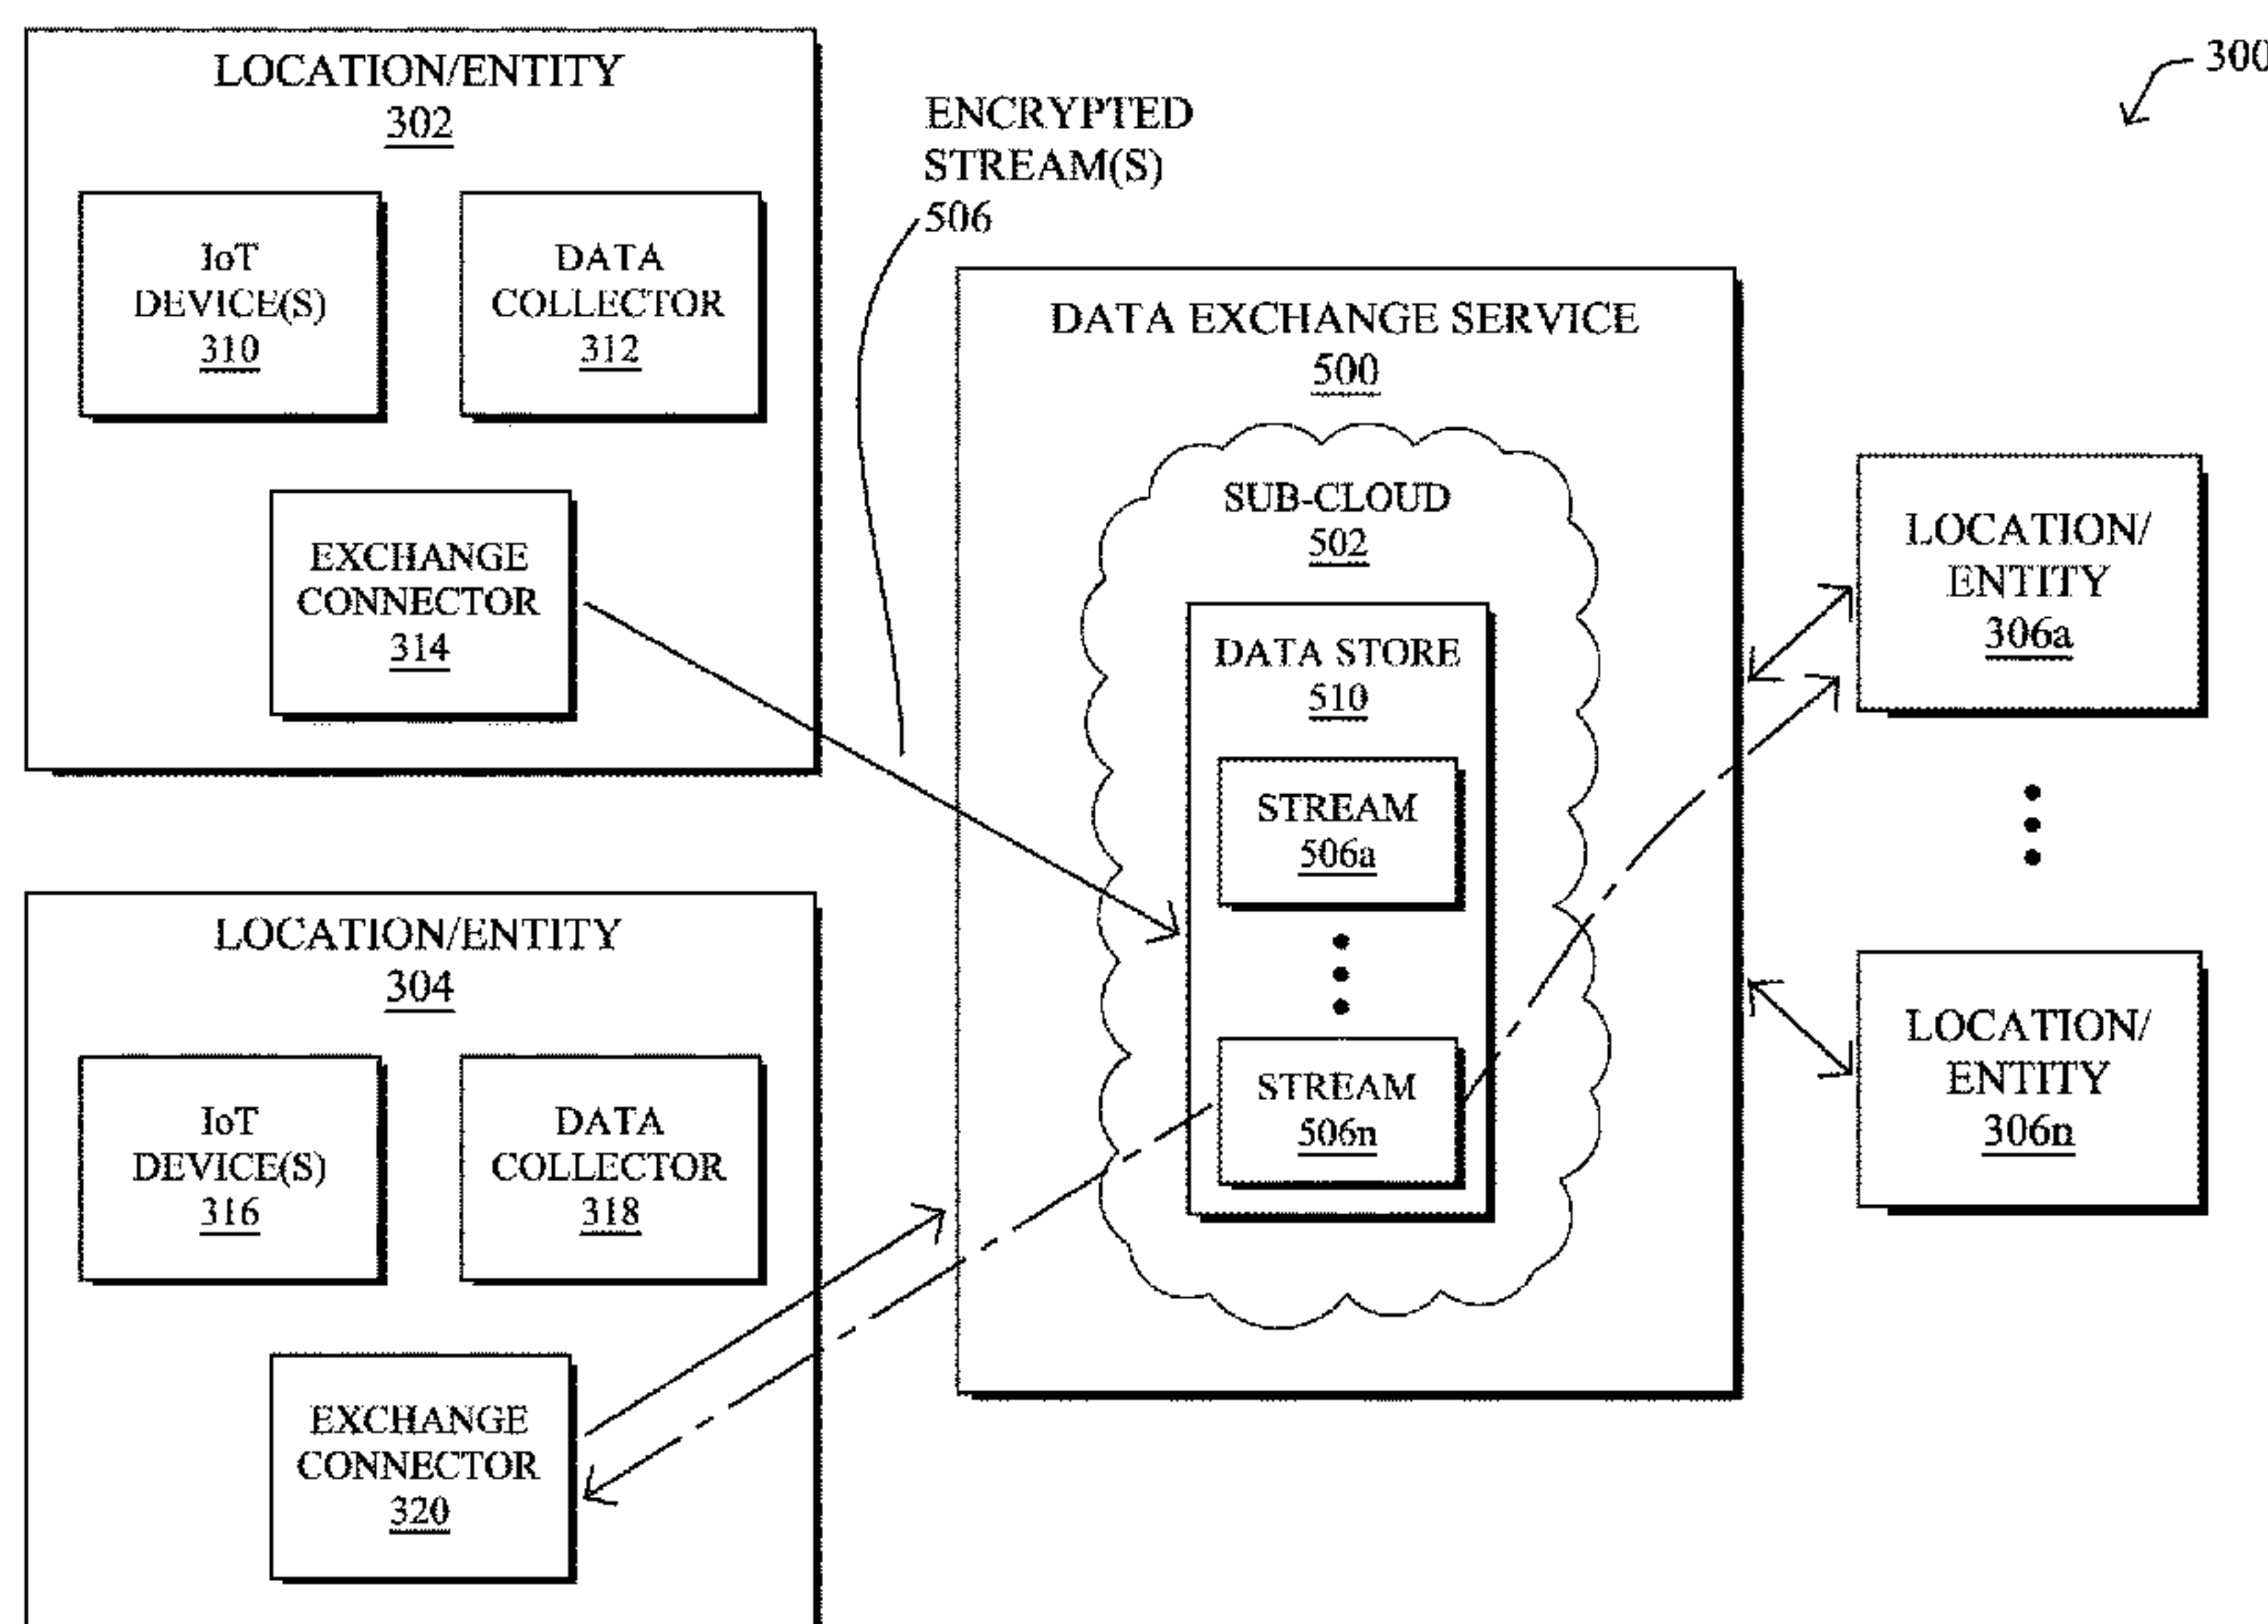 300
LOCATION/ENTITY
302
IoT
DEVICE(S)
310
DATA
COLLECTOR
312
EXCHANGE
CONNECTOR
314
ENCRYPTED
STREAM(S)
506
DATA EXCHANGE SERVICE
500
SUB-CLOUD
502
DATA STORE
510
STREAM
506a
STREAM
506n
LOCATION/
ENTITY
306a
LOCATION/
ENTITY
306n
LOCATION/ENTITY
304
IoT
DEVICE(S)
316
DATA
COLLECTOR
318
EXCHANGE
CONNECTOR
320